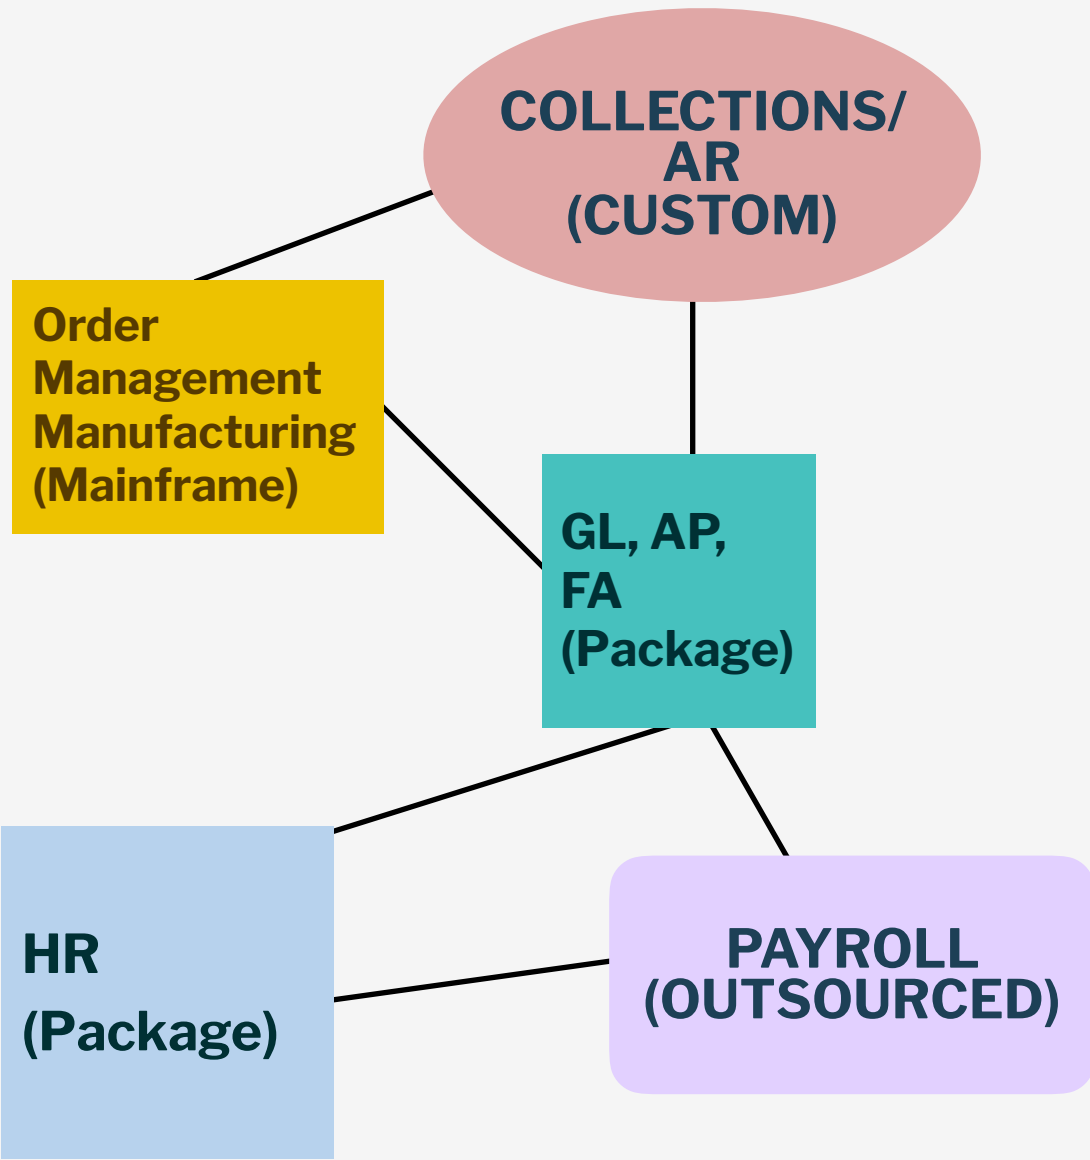 COLLECTIONS/
AR
(CUSTOM)
Order
Management
Manufacturing
(Mainframe)
GL, AP,
FA
(Package)
HR
(Package)
PAYROLL
(OUTSOURCED)